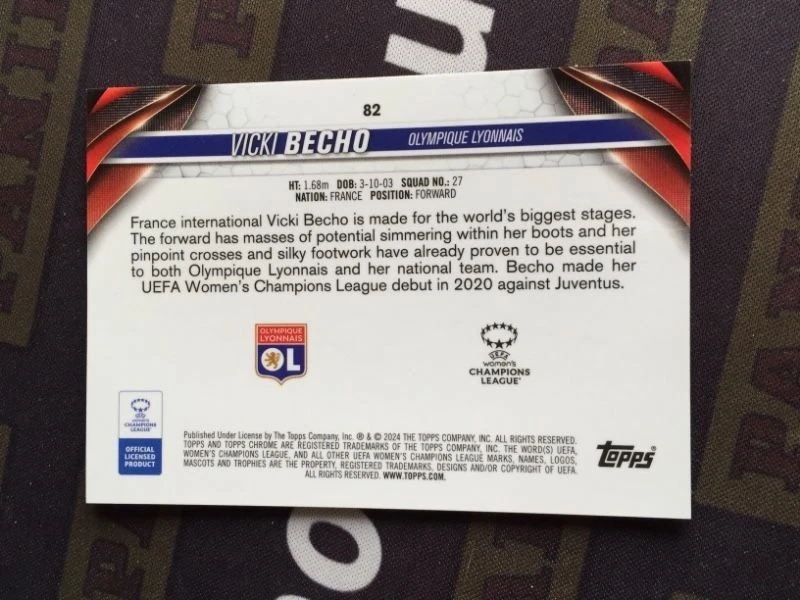 82
VICKI BECHO OLYMPIQUE LYONNAIS
HT: 1.68m DOB: 3-10-03 SQUAD NO.: 27
NATION: FRANCE POSITION: FORWARD
France international Vicki Becho is made for the world's biggest stages.
The forward has masses of potential simmering within her boots and her
pinpoint crosses and silky footwork have already proven to be essential
to both Olympique Lyonnais and her national team. Becho made her
UEFA Women's Champions League debut in 2020 against Juventus.
OLYMPIQUE
LYONNAIS
OL
UEFA
women's
CHAMPIONS
LEAGUE
CHAMPIONS
LEAGUE
OFFICIAL
LICENSED
PRODUCT
Published Under License by The Topps Company, Inc. ® & © 2024 THE TOPPS COMPANY, INC. ALL RIGHTS RESERVED.
TOPPS AND TOPPS CHROME ARE REGISTERED TRADEMARKS OF THE TOPPS COMPANY, INC. THE WORD(S) UEFA,
WOMEN'S CHAMPIONS LEAGUE, AND ALL OTHER UEFA WOMEN'S CHAMPIONS LEAGUE MARKS, NAMES, LOGOS,
MASCOTS AND TROPHIES ARE THE PROPERTY, REGISTERED TRADEMARKS, DESIGNS AND/OR COPYRIGHT OF UEFA.
ALL RIGHTS RESERVED. WWW.TOPPS.COM.
TOPPS®
PANINI